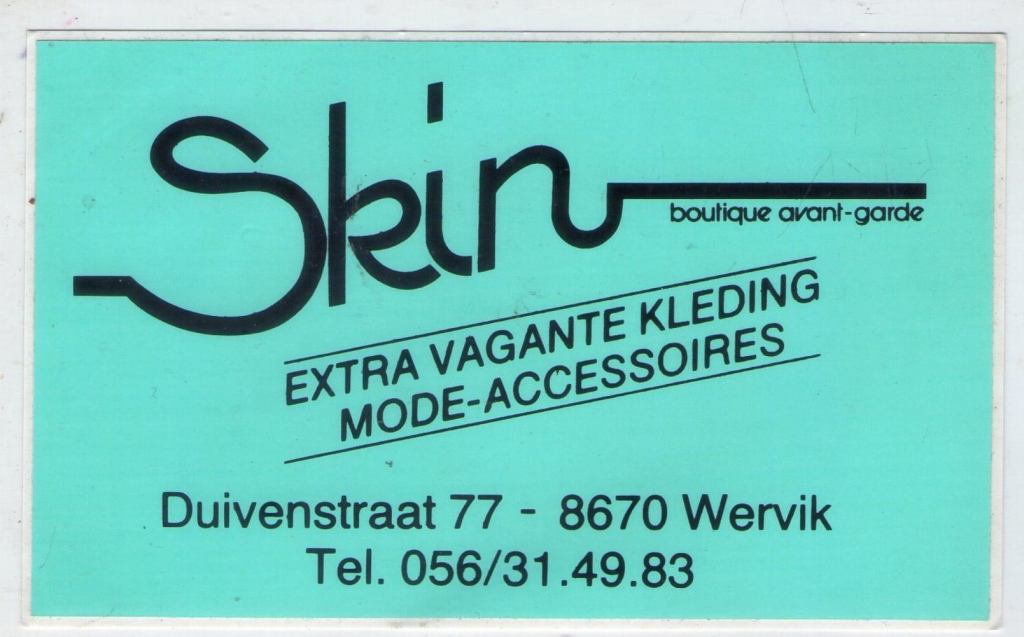 Skin
boutique avant-garde
EXTRA VAGANTE KLEDING
MODE-ACCESSOIRES
Duivenstraat 77 - 8670 Wervik
Tel. 056/31.49.83